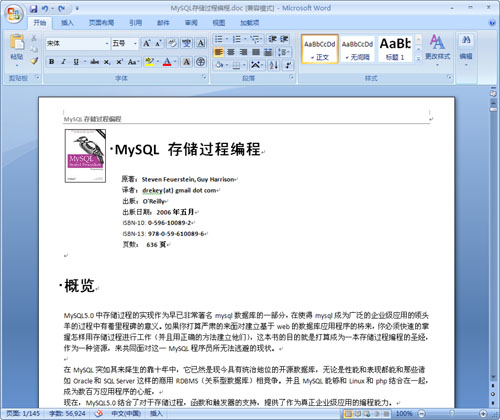 MySQL存储过程编程.doc [兼容模式] - Microsoft Word
开始 插入 页面布局 引用 邮件 审阅 视图 加载项
粘贴
宋体 五号
AaBbCcDd AaBbCcDd AaBb
正文 无间隔 标题 1
更改样式 编辑
剪贴板 字体 段落 样式
MySQL 存储过程编程
MySQL
MySQL 存储过程编程
原著：Steven Feuerstein, Guy Harrison
译者：drekey (at) gmail dot com
出版：O'Reilly
出版日期：2006 年五月
ISBN-10: 0-596-10089-2
ISBN-13: 978-0-59-610089-6
页数： 636 页
概览
MySQL5.0 中存储过程的实现作为早已非常著名 mysql 数据库的一部分，在使得 mysql 成为广泛的企业级应用的领头
羊的过程中有着里程碑的意义。如果你打算严肃的来面对建立基于 web 的数据库应用程序的将来，你必须快速的掌
握怎样用存储过程进行工作（并且用正确的方法建立他们），这本书的目的就是打算成为一本存储过程编程的圣经，
作为一种资源，来共同面对这一 MySQL 程序员所无法逃避的现状。
在 MySQL 突如其来降生的靠十年中，它已然是现今具有统治地位的开源数据库，无论是性能和表现都能和那些诸
如 Oracle 和 SQL Server 这样的商用 RDBMS（关系型数据库）相竞争。并且 MySQL 能够和 Linux 和 php 结合在一起，
成为数百万应用程序的心脏。
现在，MySQL5.0 结合了对于存储过程，函数和触发器的支持，提供了作为真正企业级应用的编程能力。
页面: 1/145 字数: 56,924 中文(中国) 插入 100%